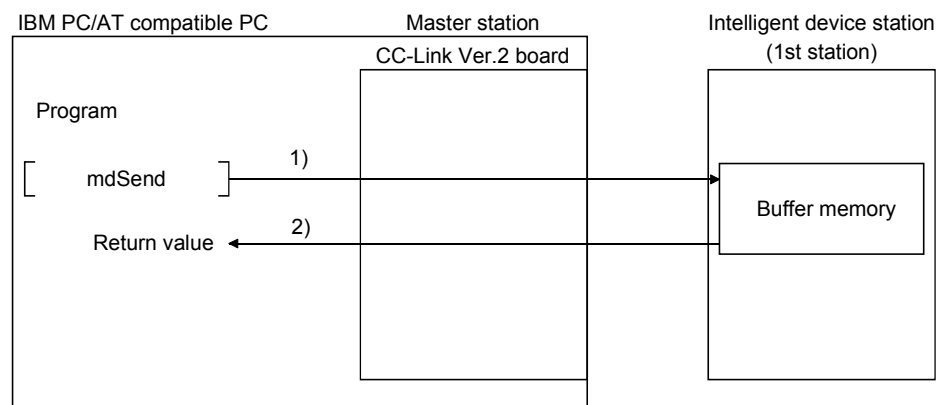 IBM PC/AT compatible PC
Master station
Intelligent device station
(1st station)
CC-Link Ver.2 board
Program
mdSend
1)
Buffer memory
Return value
2)